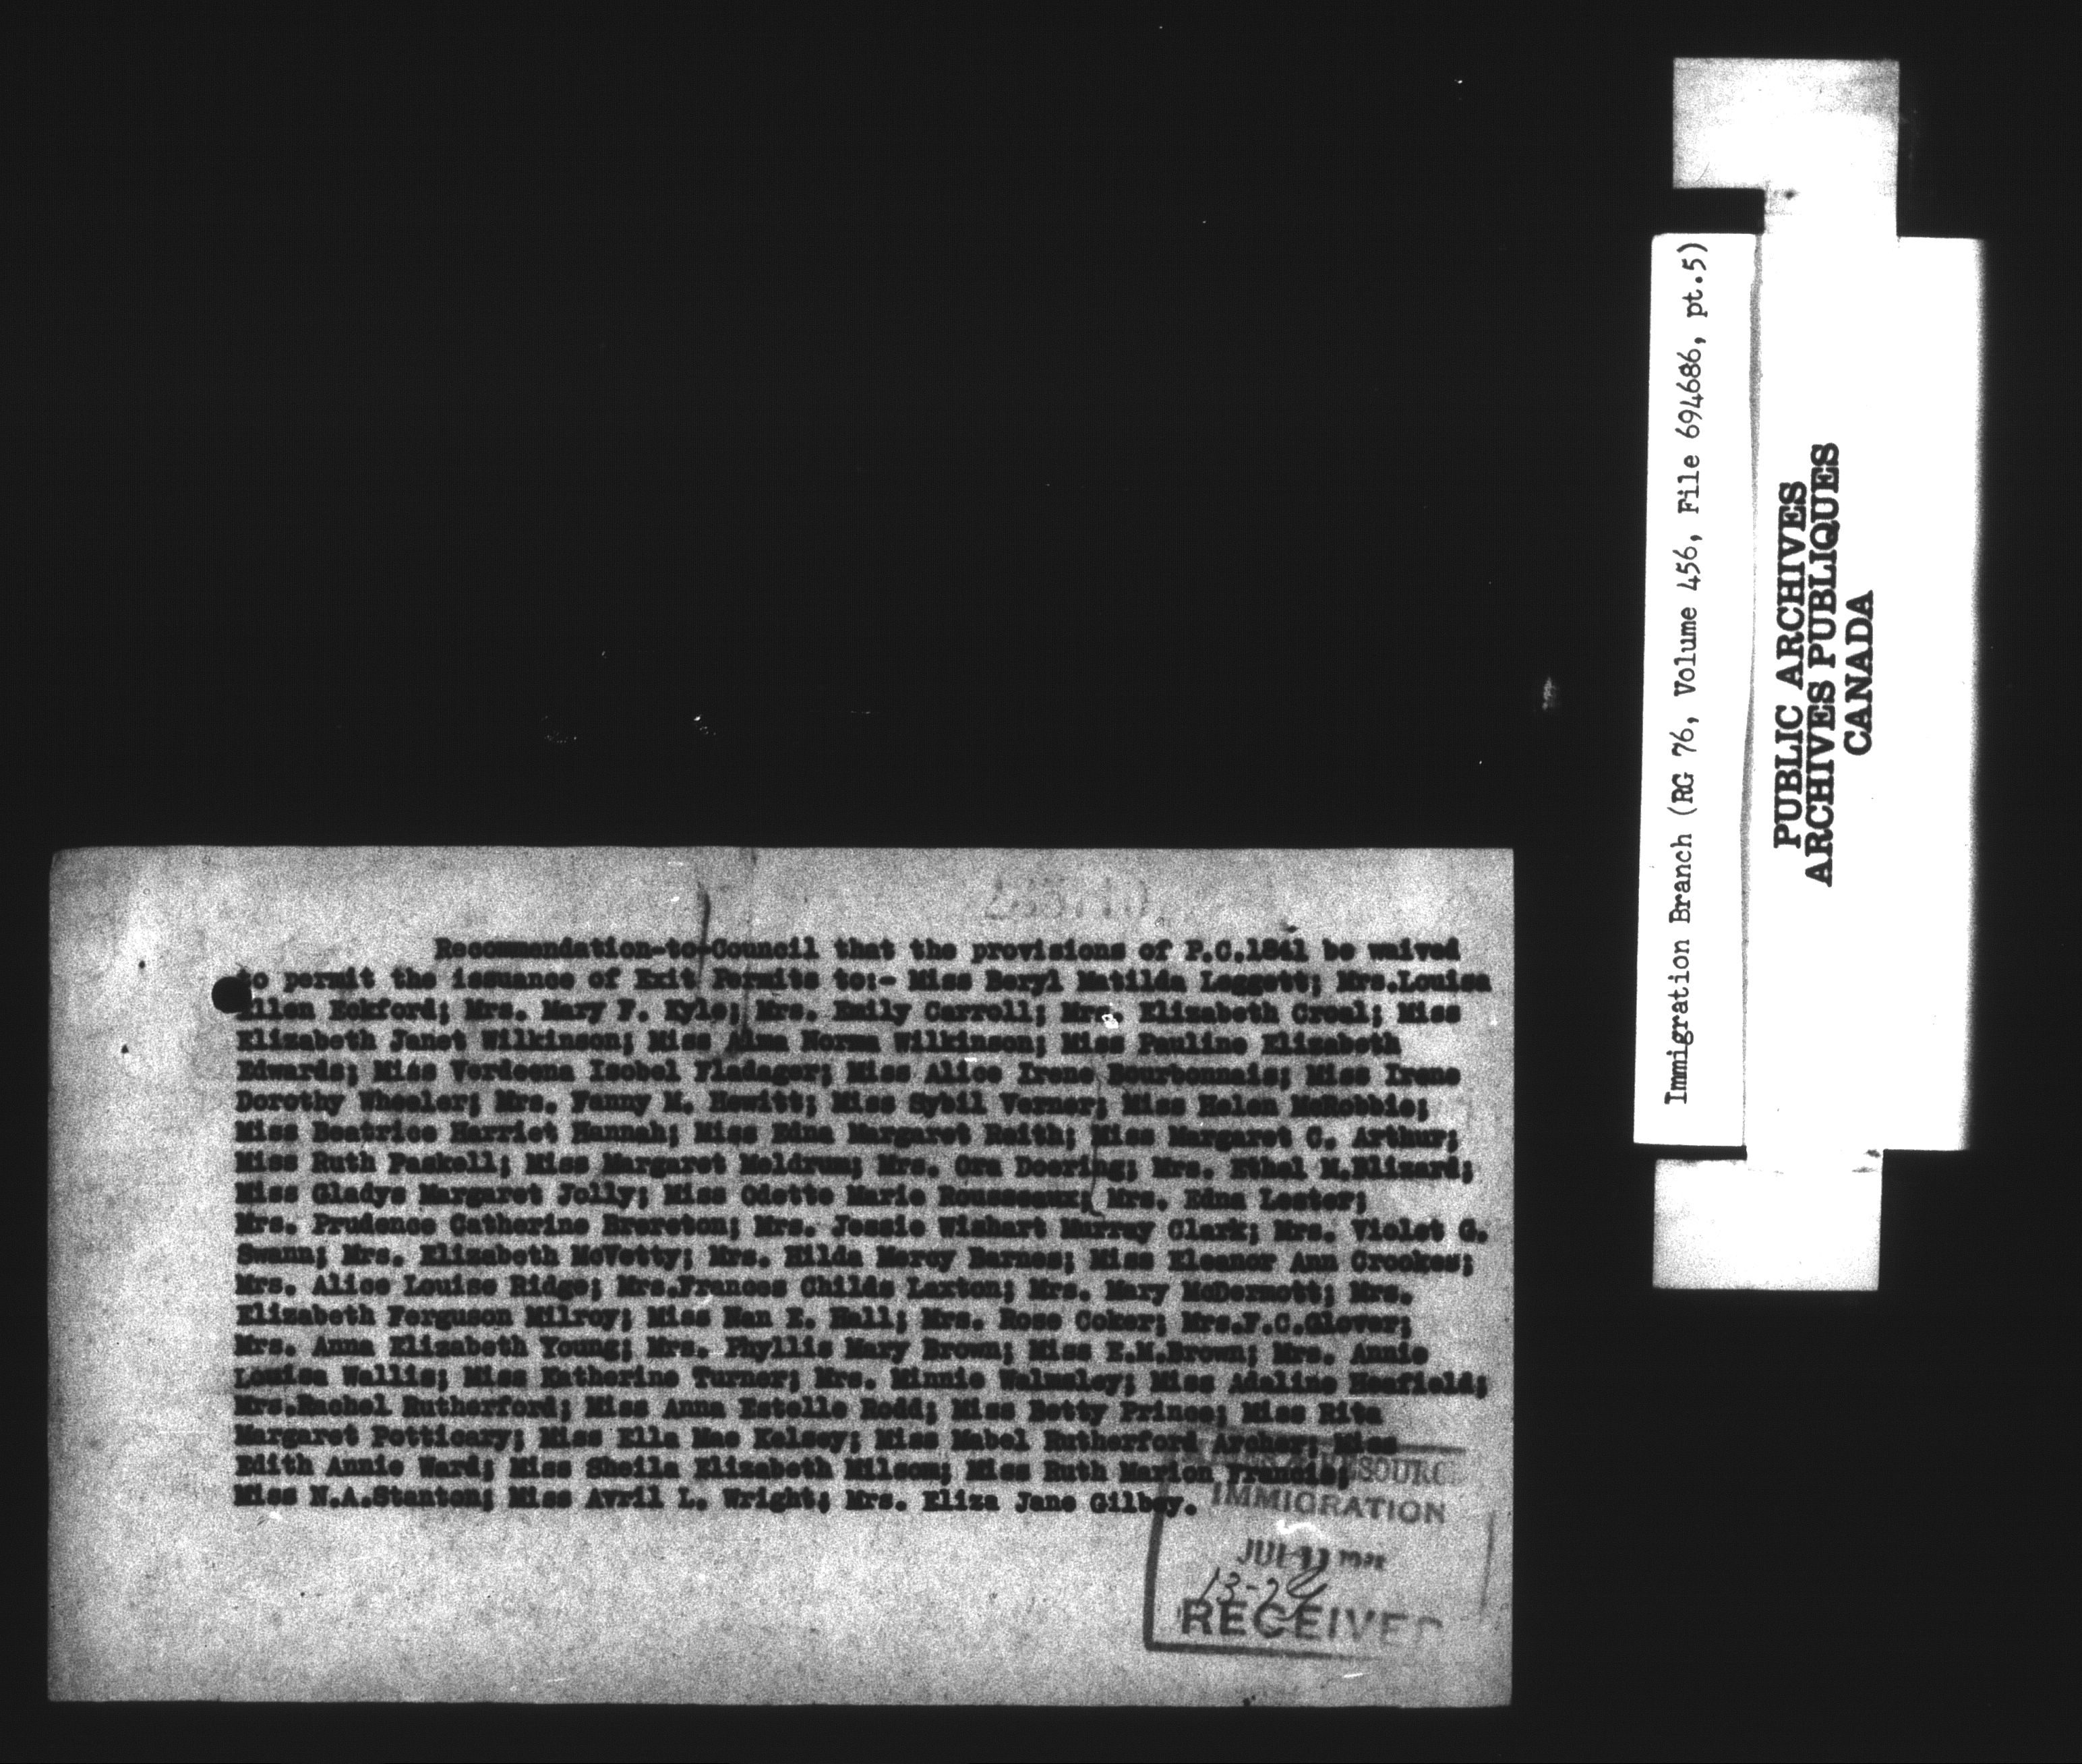 Recommendation-to-Council that the provisions of P.C.1841 be waived
to permit the issuance of Exit Permits to:- Miss Beryl Matilda Leggett; Mrs.Louisa
Ellen Eckford; Mrs. Mary F. Kyle; Mrs. Emily Carroll; Mrs. Elizabeth Croal; Miss
Elizabeth Janet Wilkinson; Miss Alma Norma Wilkinson; Miss Pauline Elizabeth
Edwards; Miss Verdeena Isobel Fladager; Miss Alice Irene Bourbonnais; Miss Irene
Dorothy Wheeler; Mrs. Fanny M. Hewitt; Miss Sybil Verner; Miss Helen McRobbie;
Miss Beatrice Harriet Hannah; Miss Edna Margaret Reith; Miss Margaret C. Arthur;
Miss Ruth Paskell; Miss Margaret Meldrum; Mrs. Ora Doering; Mrs. Ethel M.Blizard;
Miss Gladys Margaret Jolly; Miss Odette Marie Rousseaux; Mrs. Edna Lester;
Mrs. Prudence Catherine Brereton; Mrs. Jessie Wishart Murray Clark; Mrs. Violet G.
Swann; Mrs. Elizabeth McVetty; Mrs. Hilda Mercy Barnes; Miss Eleanor Ann Crookes;
Mrs. Alice Louise Ridge; Mrs.Frances Childs Laxton; Mrs. Mary McDermott; Mrs.
Elizabeth Ferguson Milroy; Miss Nan E. Hall; Mrs. Rose Coker; Mrs.F.C.Glover;
Mrs. Anna Elizabeth Young; Mrs. Phyllis Mary Brown; Miss E.M.Brown; Mrs. Annie
Louisa Wallis; Miss Katherine Turner; Mrs. Minnie Walmsley; Miss Adeline
Mrs.Rachel Rutherford; Miss Anna Estelle Rodd; Miss Betty Prince; Miss Rita
Margaret Potticary; Miss Ella Mae Kelsey; Miss Mabel Rutherford Archer; Miss
Edith Annie Ward; Miss Sheila Elizabeth Milsom; Miss Ruth Marion Francis;
Miss N.A.Stanton; Miss Avril L. Wright; Mrs. Eliza Jane Gilbey.
IMMIGRATION
RECEIVED
Immigration Branch (RG 76, Volume 456, File 694686, pt.5)
PUBLIC ARCHIVES
ARCHIVES PUBLIQUES
CANADA